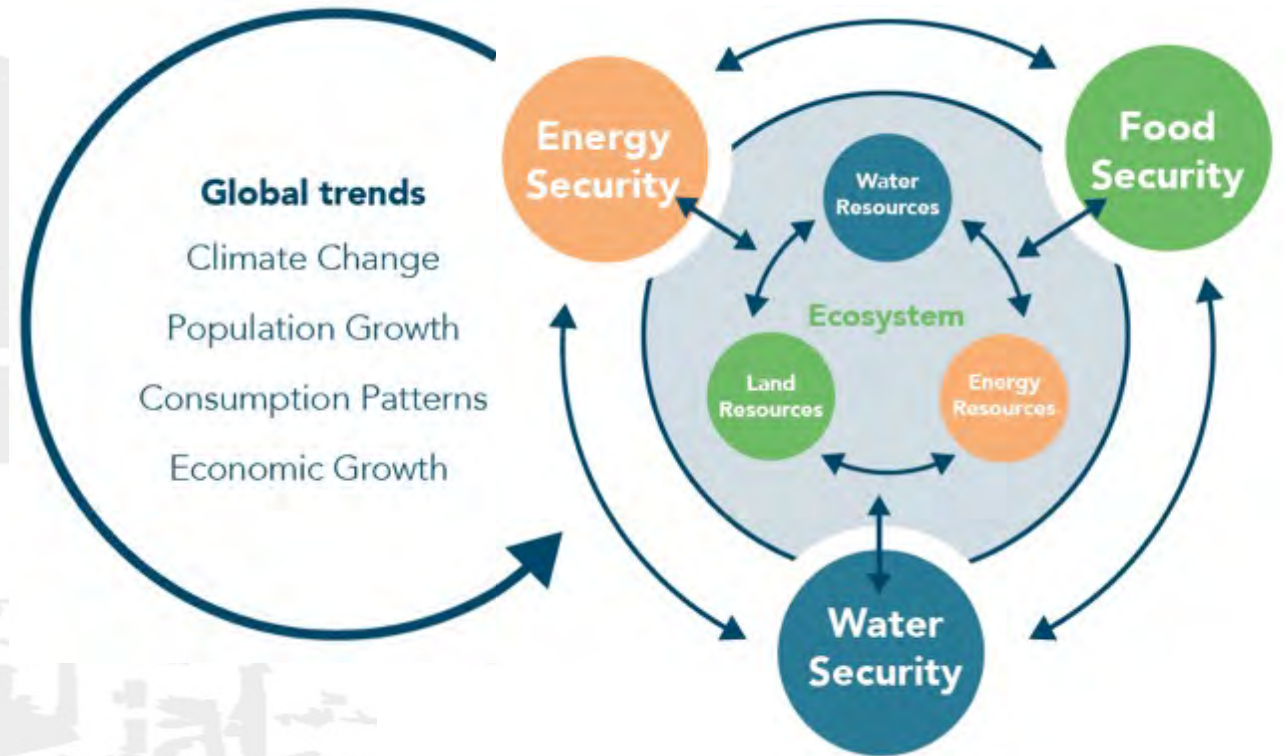 Global trends
Climate Change
Population Growth
Consumption Patterns
Economic Growth
Energy
Security
Food
Security
Water
Resources
Ecosystem
Land
Resources
Energy
Resources
Water
Security